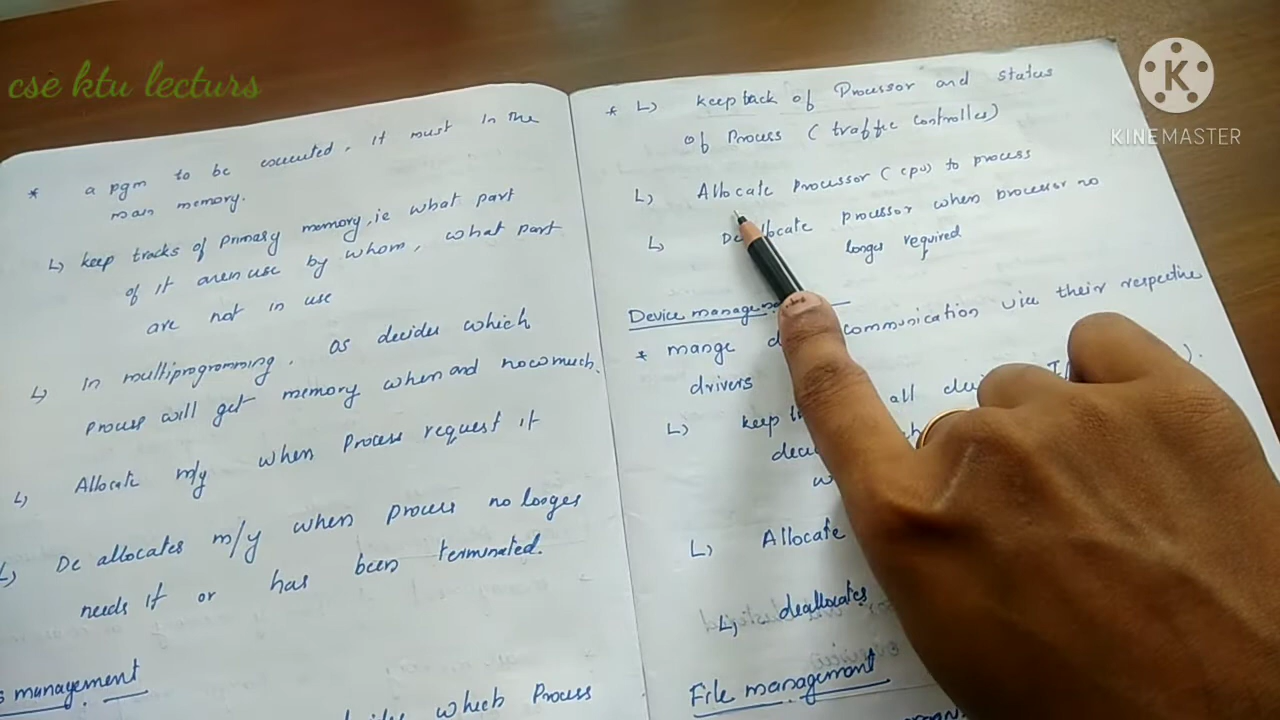 cse ktu lecturs
KINEMASTER
* a pgm to be executed, it must in the
main memory.
↳ keep tracks of primary memory, ie what part
of it are in use by whom, what part
are not in use
↳ In multiprogramming, os decides which
process will get memory when and how much.
↳ Allocate m/y when process request it
↳ De allocates m/y when process no longer
needs it or has been terminated.
management
which process
* ↳ keep track of Processor and status
of Process (traffic controller)
↳ Allocate processor (cpu) to process
↳ De allocate processor when processor no
longer required
Device
* mange communication via their respective
drivers
↳ keep all
↳ Allocate
↳ deallocates
File management